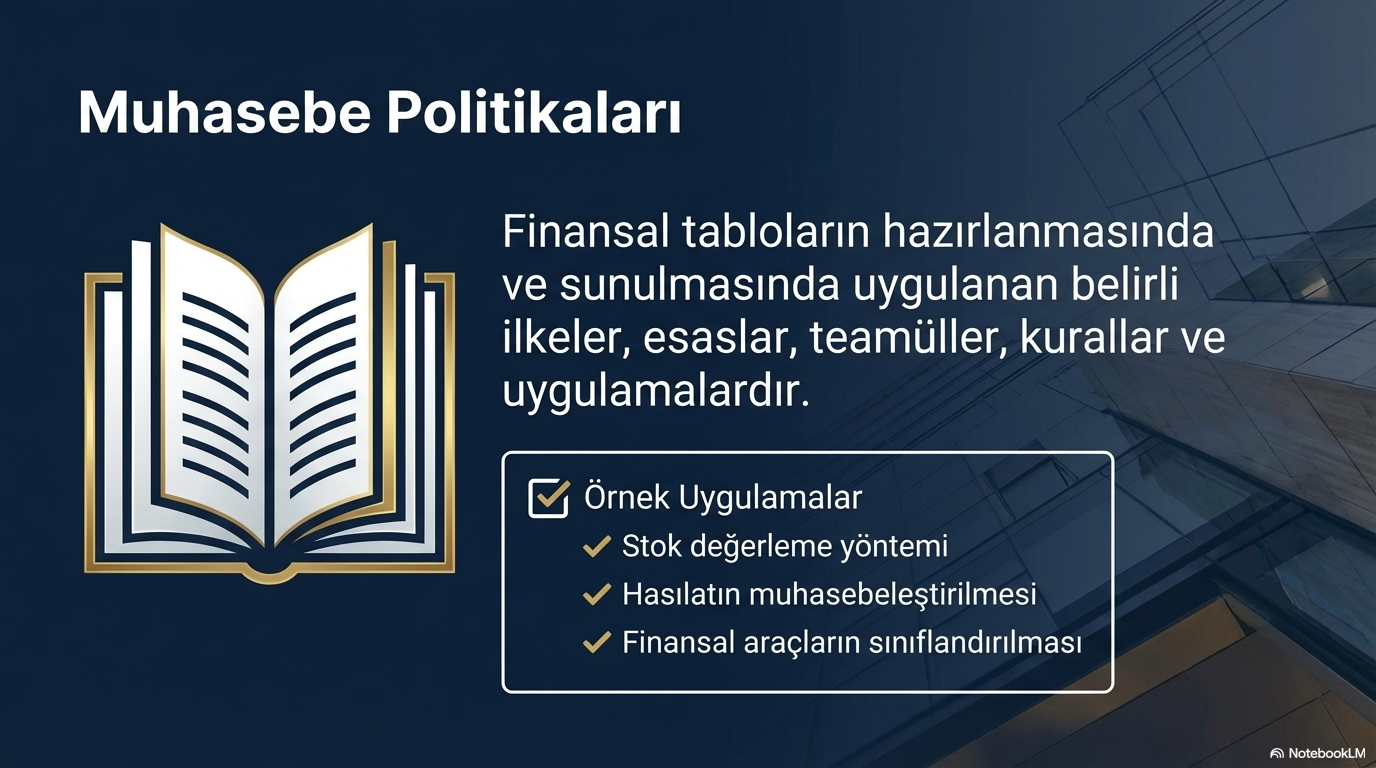 Muhasebe Politikaları
Finansal tabloların hazırlanmasında
ve sunulmasında uygulanan belirli
ilkeler, esaslar, teamüller, kurallar ve
uygulamalardır.
Örnek Uygulamalar
Stok değerleme yöntemi
Hasılatın muhasebeleştirilmesi
Finansal araçların sınıflandırılması
NotebookLM